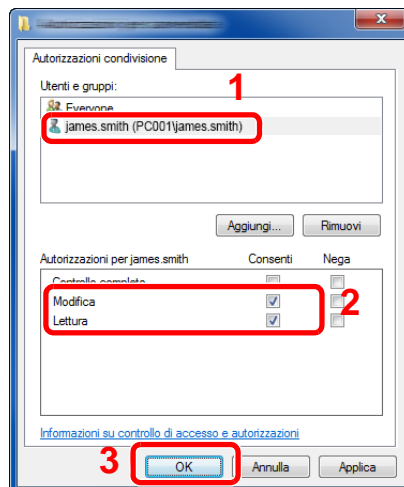 Autorizzazioni condivisione
Utenti e gruppi:
1
Everyone
james.smith (PC001\james.smith)
Aggiungi... Rimuovi
Autorizzazioni per james.smith Consenti Nega
Controllo completo
Modifica
2
Lettura
Informazioni su controllo di accesso e autorizzazioni
3
OK Annulla Applica